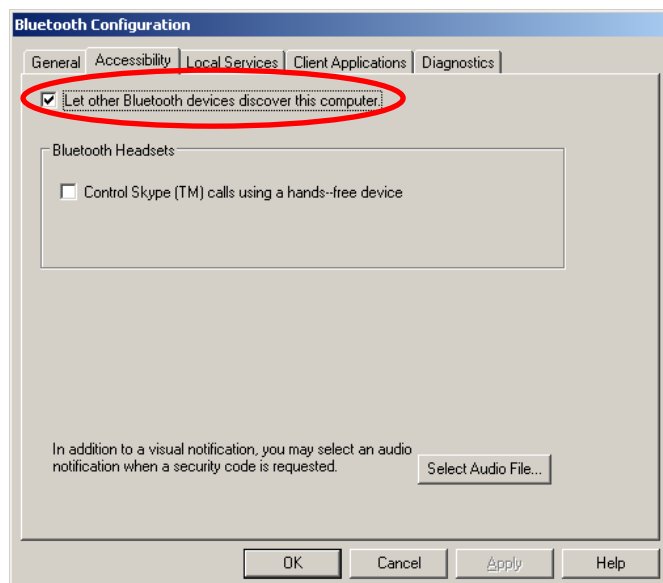 Bluetooth Configuration
General Accessibility Local Services Client Applications Diagnostics
Let other Bluetooth devices discover this computer.
Bluetooth Headsets
Control Skype (TM) calls using a hands--free device
In addition to a visual notification, you may select an audio
notification when a security code is requested.
Select Audio File...
OK Cancel Apply Help